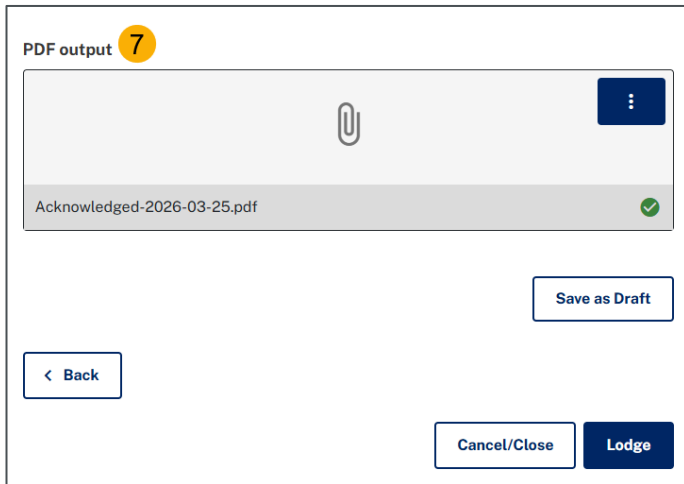 PDF output 7
Acknowledged-2026-03-25.pdf
Save as Draft
Back
Cancel/Close Lodge